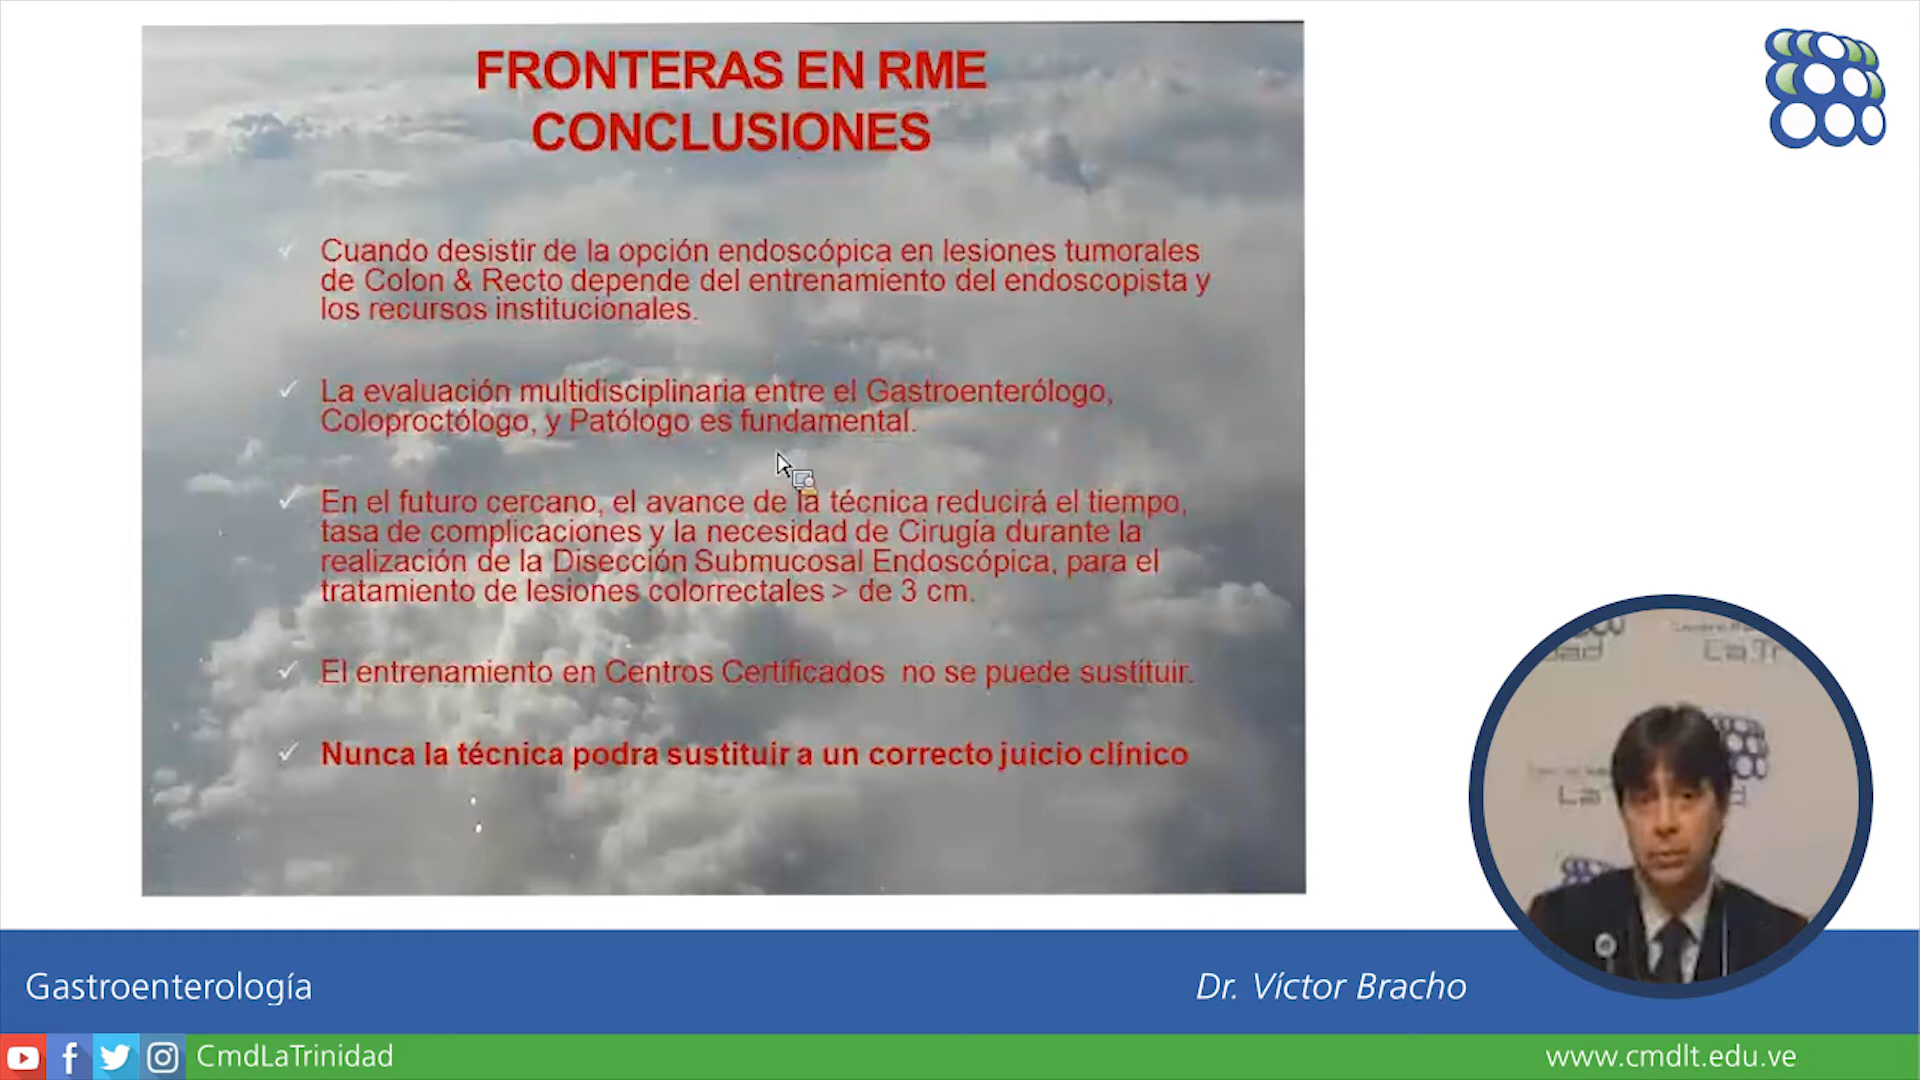 FRONTERAS EN RME
CONCLUSIONES
Cuando desistir de la opción endoscópica en lesiones tumorales
de Colon & Recto depende del entrenamiento del endoscopista y
los recursos institucionales.
La evaluación multidisciplinaria entre el Gastroenterólogo,
Coloproctólogo, y Patólogo es fundamental.
En el futuro cercano, el avance de la técnica reducirá el tiempo,
tasa de complicaciones y la necesidad de Cirugía durante la
realización de la Disección Submucosal Endoscópica, para el
tratamiento de lesiones colorrectales > de 3 cm.
El entrenamiento en Centros Certificados no se puede sustituir.
Nunca la técnica podra sustituir a un correcto juicio clínico
Gastroenterología
Dr. Víctor Bracho
CmdLaTrinidad
www.cmdlt.edu.ve